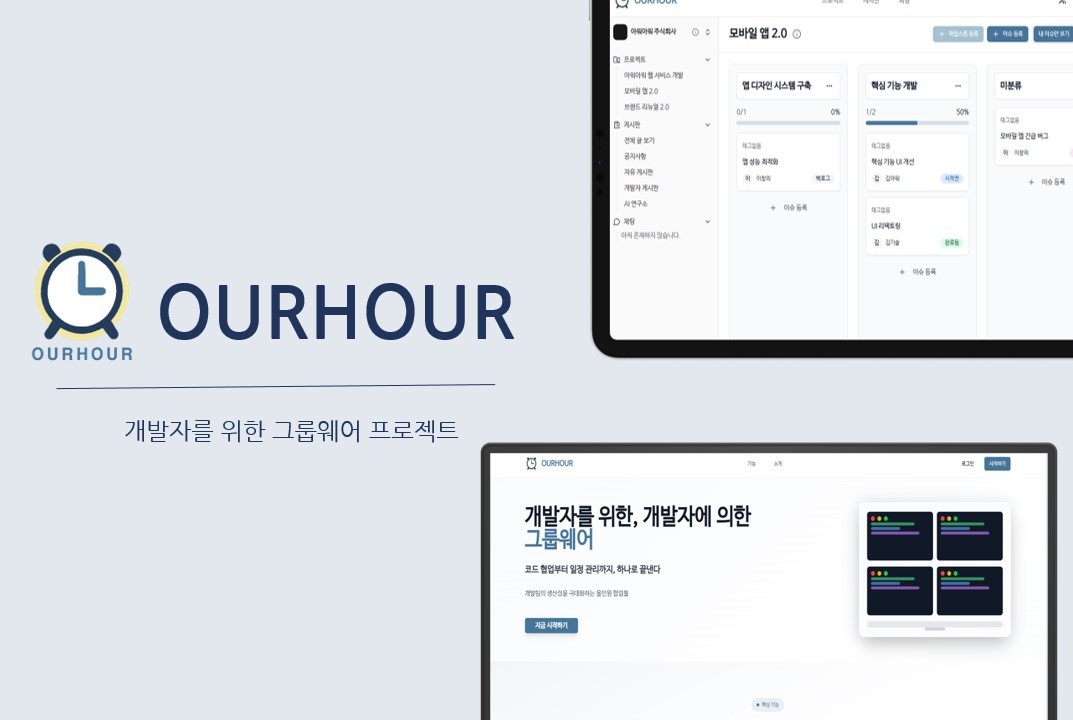 OURHOUR
OURHOUR
개발자를 위한 그룹웨어 프로젝트
OURHOUR
프로젝트 게시판 채팅
아워아워 주식회사
프로젝트
아워아워 웹 서비스 개발
모바일 앱 2.0
브랜드 리뉴얼 2.0
게시판
전체 글 보기
공지사항
자유 게시판
개발자 게시판
AI 연구소
채팅
아직 존재하지 않습니다.
모바일 앱 2.0
+ 마일스톤 등록
+ 이슈 등록
내 이슈만 보기
앱 디자인 시스템 구축 ...
0/1 0%
태그없음
앱 성능 최적화
백로그
+ 이슈 등록
핵심 기능 개발 ...
1/2 50%
태그없음
핵심 기능 UI 개선
김 김아워
시작전
태그없음
UI 리팩토링
김 김기술
완료됨
+ 이슈 등록
미분류
태그없음
모바일 앱 긴급 버그
+ 이슈 등록
OURHOUR
기능 소개
로그인 시작하기
개발자를 위한, 개발자에 의한
그룹웨어
코드 협업부터 일정 관리까지, 하나로 끝낸다
개발팀의 생산성을 극대화하는 올인원 협업툴
지금 시작하기
핵심 기능